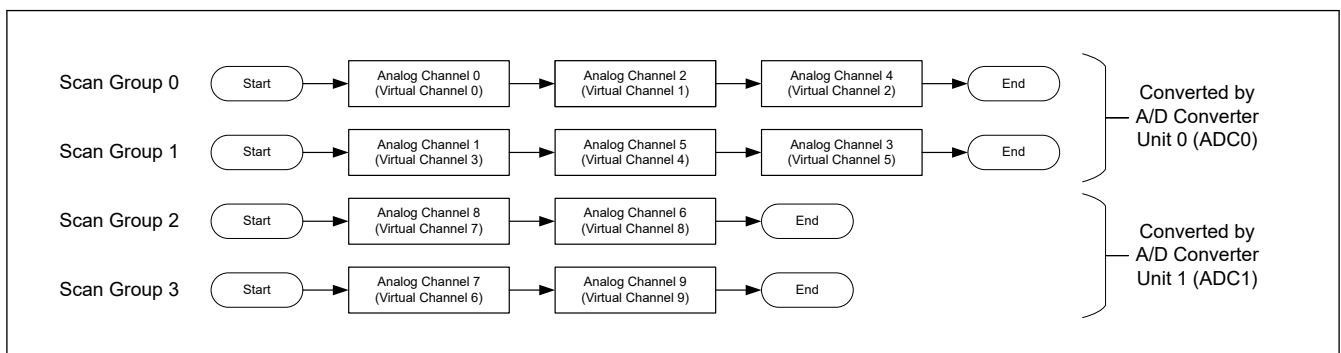 Scan Group 0
Start
Analog Channel 0
(Virtual Channel 0)
Analog Channel 2
(Virtual Channel 1)
Analog Channel 4
(Virtual Channel 2)
End
Scan Group 1
Start
Analog Channel 1
(Virtual Channel 3)
Analog Channel 5
(Virtual Channel 4)
Analog Channel 3
(Virtual Channel 5)
End
Converted by
A/D Converter
Unit 0 (ADC0)
Scan Group 2
Start
Analog Channel 8
(Virtual Channel 7)
Analog Channel 6
(Virtual Channel 8)
End
Scan Group 3
Start
Analog Channel 7
(Virtual Channel 6)
Analog Channel 9
(Virtual Channel 9)
End
Converted by
A/D Converter
Unit 1 (ADC1)